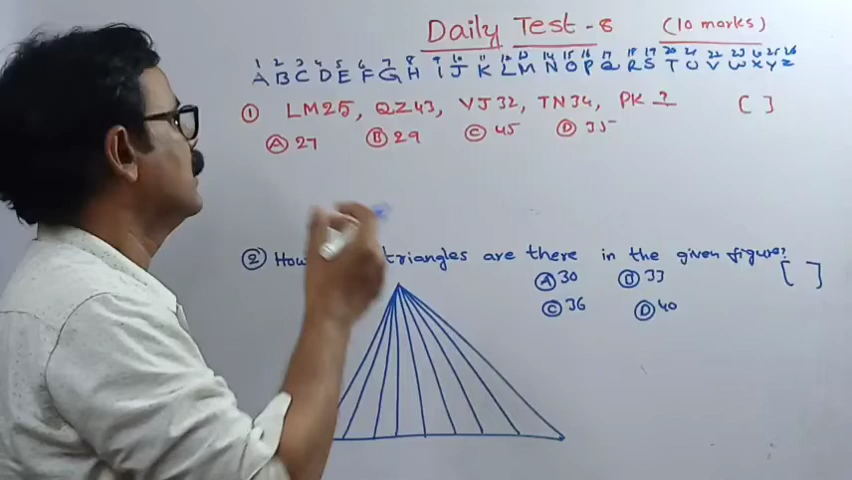 Daily Test - 8 (10 marks)
1 2 3 4 5 6 7 8 9 10 11 12 13 14 15 16 17 18 19 20 21 22 23 24 25 26
A B C D E F G H I J K L M N O P Q R S T U V W X Y Z
① LM25, QZ43, VJ32, TN34, PK ? [ ]
Ⓐ 27 Ⓑ 29 Ⓒ 45 Ⓓ 35
② How triangles are there in the given figure? [ ]
Ⓐ 30 Ⓑ 33
Ⓒ 36 Ⓓ 40